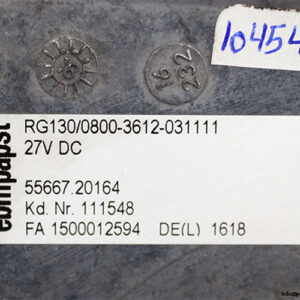 10454
16
232
ebmpapst
RG130/0800-3612-031111
27V DC
55667.20164
Kd. Nr. 111548
FA 1500012594 DE(L) 1618